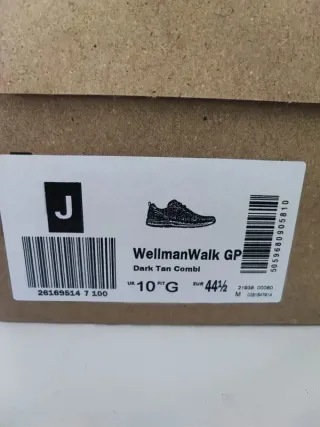 J
WellmanWalk GP
Dark Tan Combi
UK 10 FIT G EUR 44½
26169514 7 100
5059680905810
M